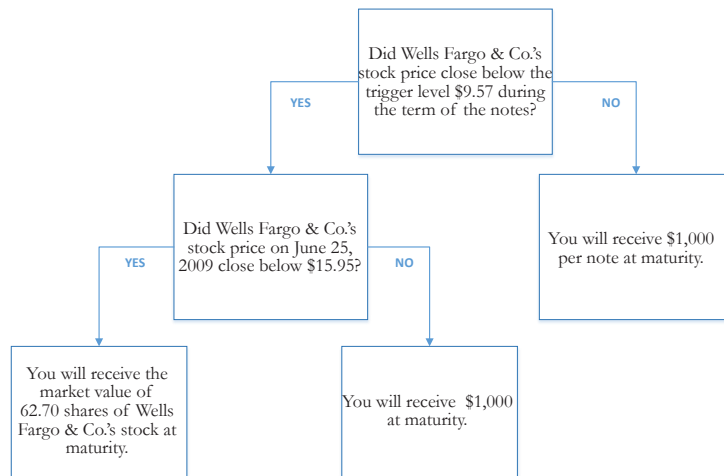 Did Wells Fargo & Co.'s
stock price close below the
trigger level $9.57 during
the term of the notes?
YES
NO
Did Wells Fargo & Co.'s
stock price on June 25,
2009 close below $15.95?
You will receive $1,000
per note at maturity.
YES
NO
You will receive the
market value of
62.70 shares of Wells
Fargo & Co.'s stock at
maturity.
You will receive $1,000
at maturity.